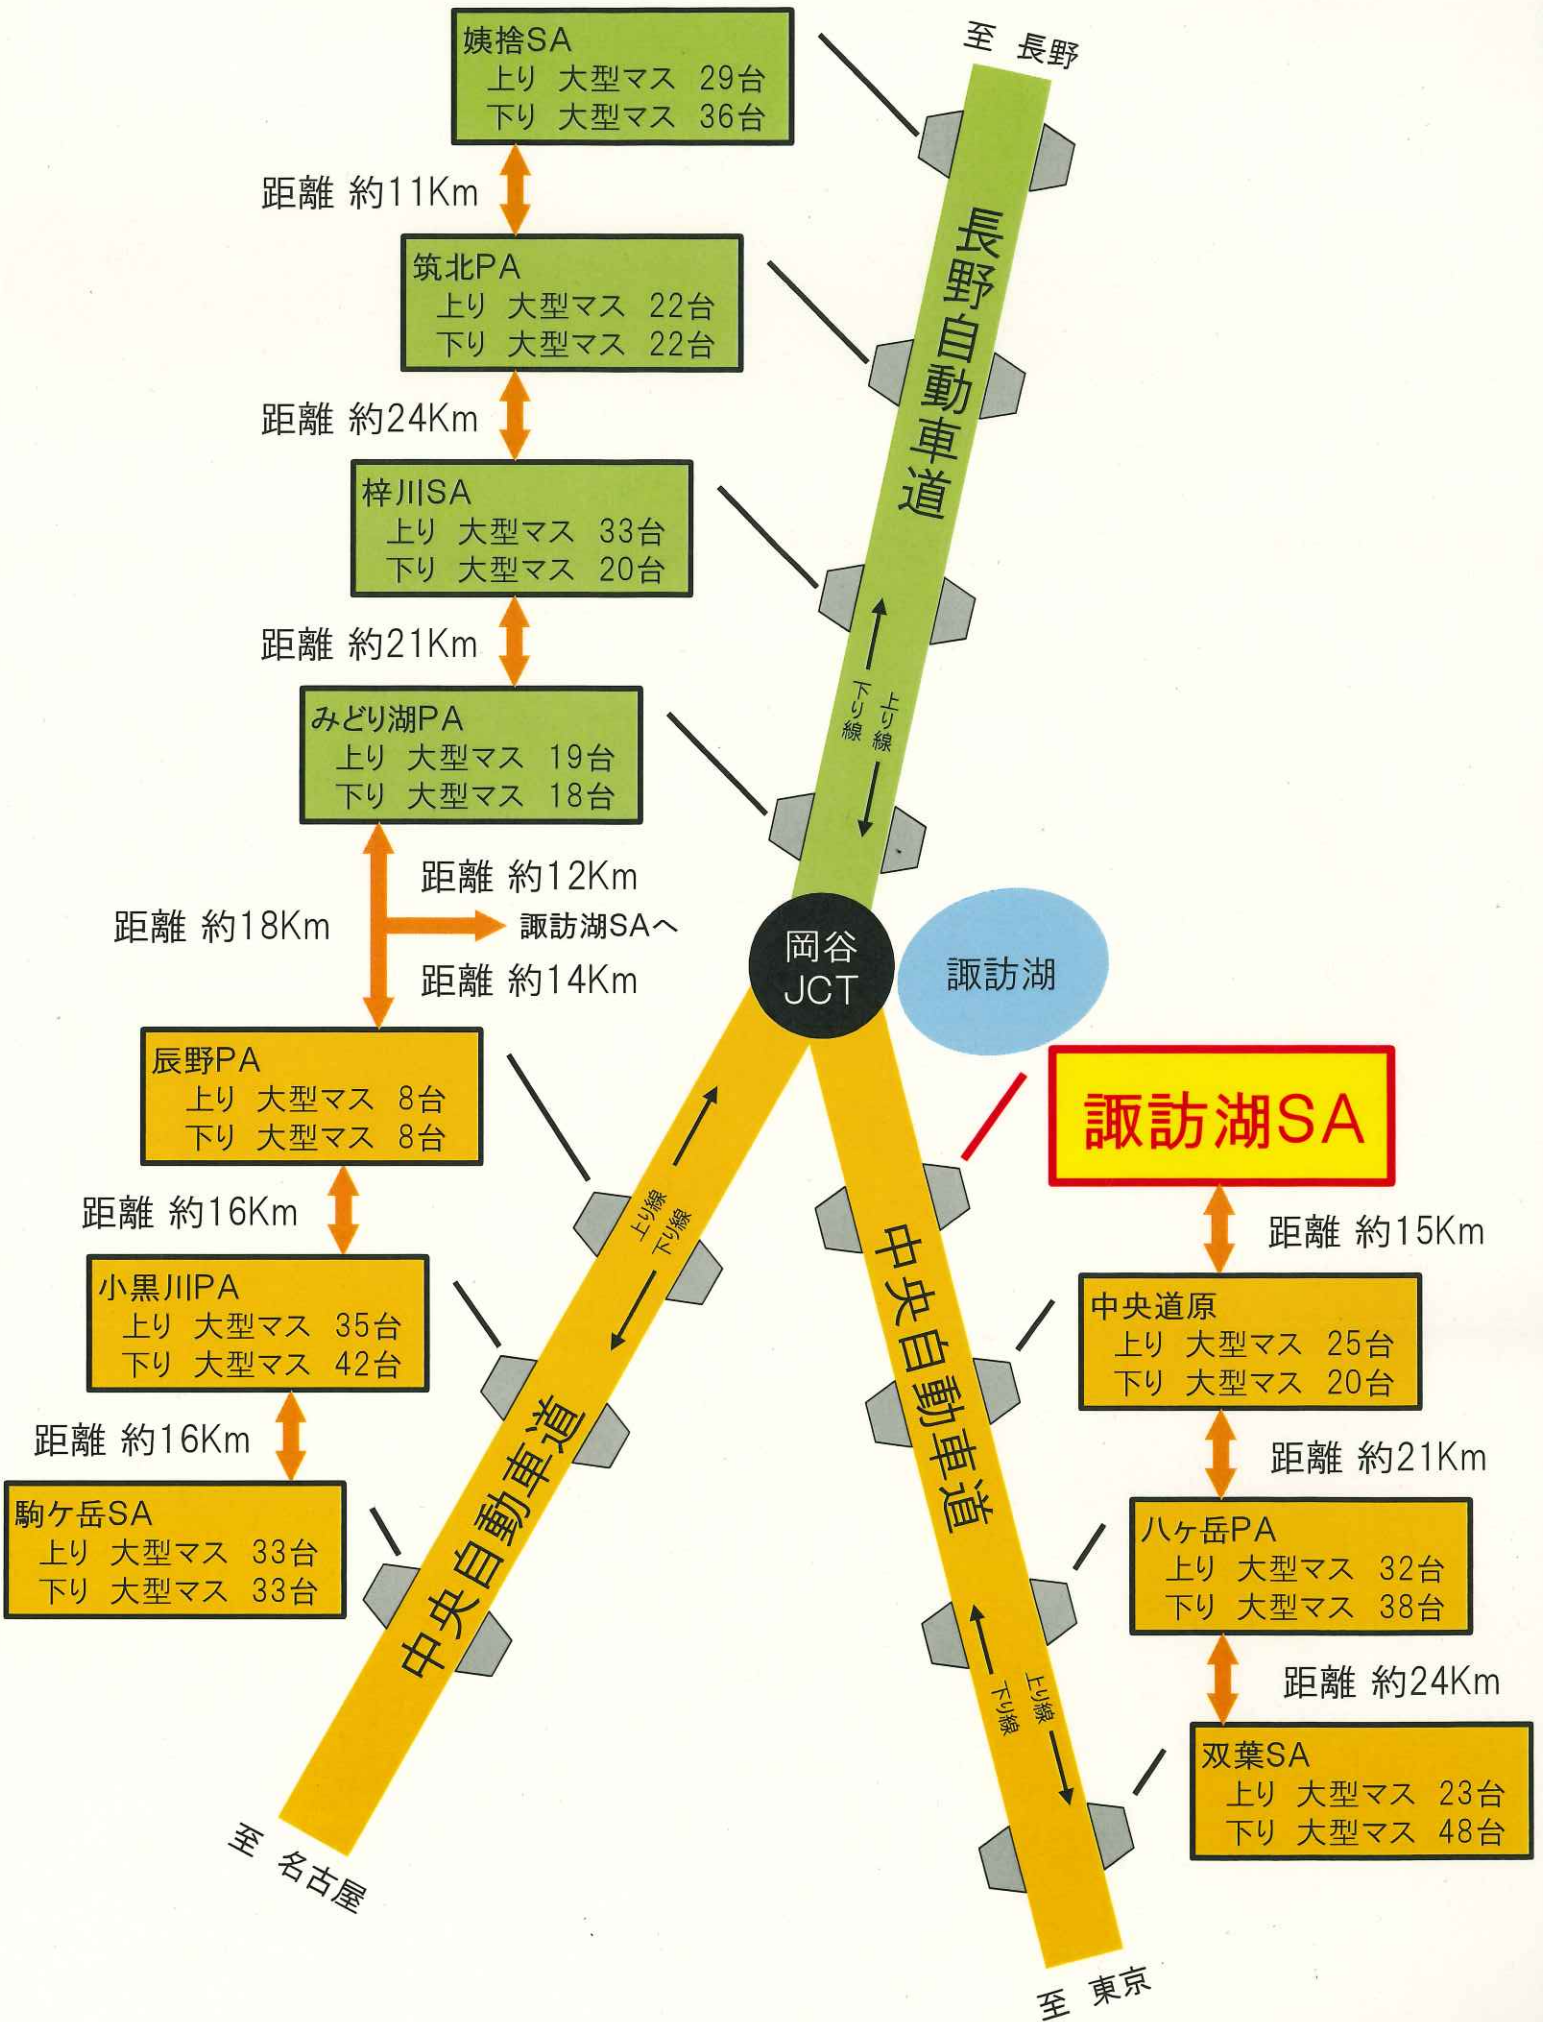 姨捨SA
上り 大型マス 29台
下り 大型マス 36台
距離 約11Km
筑北PA
上り 大型マス 22台
下り 大型マス 22台
距離 約24Km
梓川SA
上り 大型マス 33台
下り 大型マス 20台
距離 約21Km
みどり湖PA
上り 大型マス 19台
下り 大型マス 18台
距離 約12Km
距離 約18Km
諏訪湖SAへ
距離 約14Km
辰野PA
上り 大型マス 8台
下り 大型マス 8台
距離 約16Km
小黒川PA
上り 大型マス 35台
下り 大型マス 42台
距離 約16Km
駒ケ岳SA
上り 大型マス 33台
下り 大型マス 33台
至 長野
長野自動車道
下り線
上り線
岡谷
JCT
諏訪湖
上り線
下り線
中央自動車道
至 名古屋
中央自動車道
下り線
上り線
至 東京
諏訪湖SA
距離 約15Km
中央道原
上り 大型マス 25台
下り 大型マス 20台
距離 約21Km
八ヶ岳PA
上り 大型マス 32台
下り 大型マス 38台
距離 約24Km
双葉SA
上り 大型マス 23台
下り 大型マス 48台